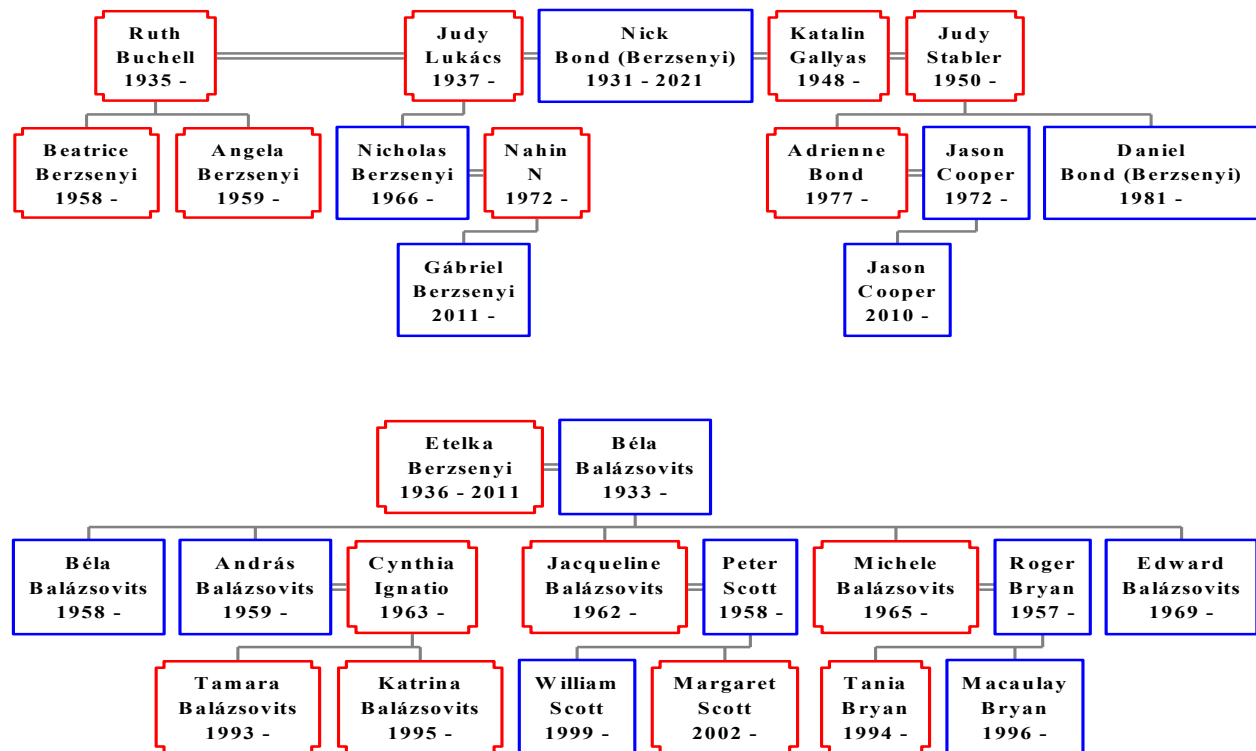 Ruth
Buchell
1935 -
Judy
Lukács
1937 -
Nick
Bond (Berzsenyi)
1931 - 2021
Katalin
Gallyas
1948 -
Judy
Stabler
1950 -
Beatrice
Berzsenyi
1958 -
Angela
Berzsenyi
1959 -
Nicholas
Berzsenyi
1966 -
Nahin
N
1972 -
Adrienne
Bond
1977 -
Jason
Cooper
1972 -
Daniel
Bond (Berzsenyi)
1981 -
Gábriel
Berzsenyi
2011 -
Jason
Cooper
2010 -
Etelka
Berzsenyi
1936 - 2011
Béla
Balázsovits
1933 -
Béla
Balázsovits
1958 -
András
Balázsovits
1959 -
Cynthia
Ignatio
1963 -
Jacqueline
Balázsovits
1962 -
Peter
Scott
1958 -
Michele
Balázsovits
1965 -
Roger
Bryan
1957 -
Edward
Balázsovits
1969 -
Tamara
Balázsovits
1993 -
Katrina
Balázsovits
1995 -
William
Scott
1999 -
Margaret
Scott
2002 -
Tania
Bryan
1994 -
Macaulay
Bryan
1996 -